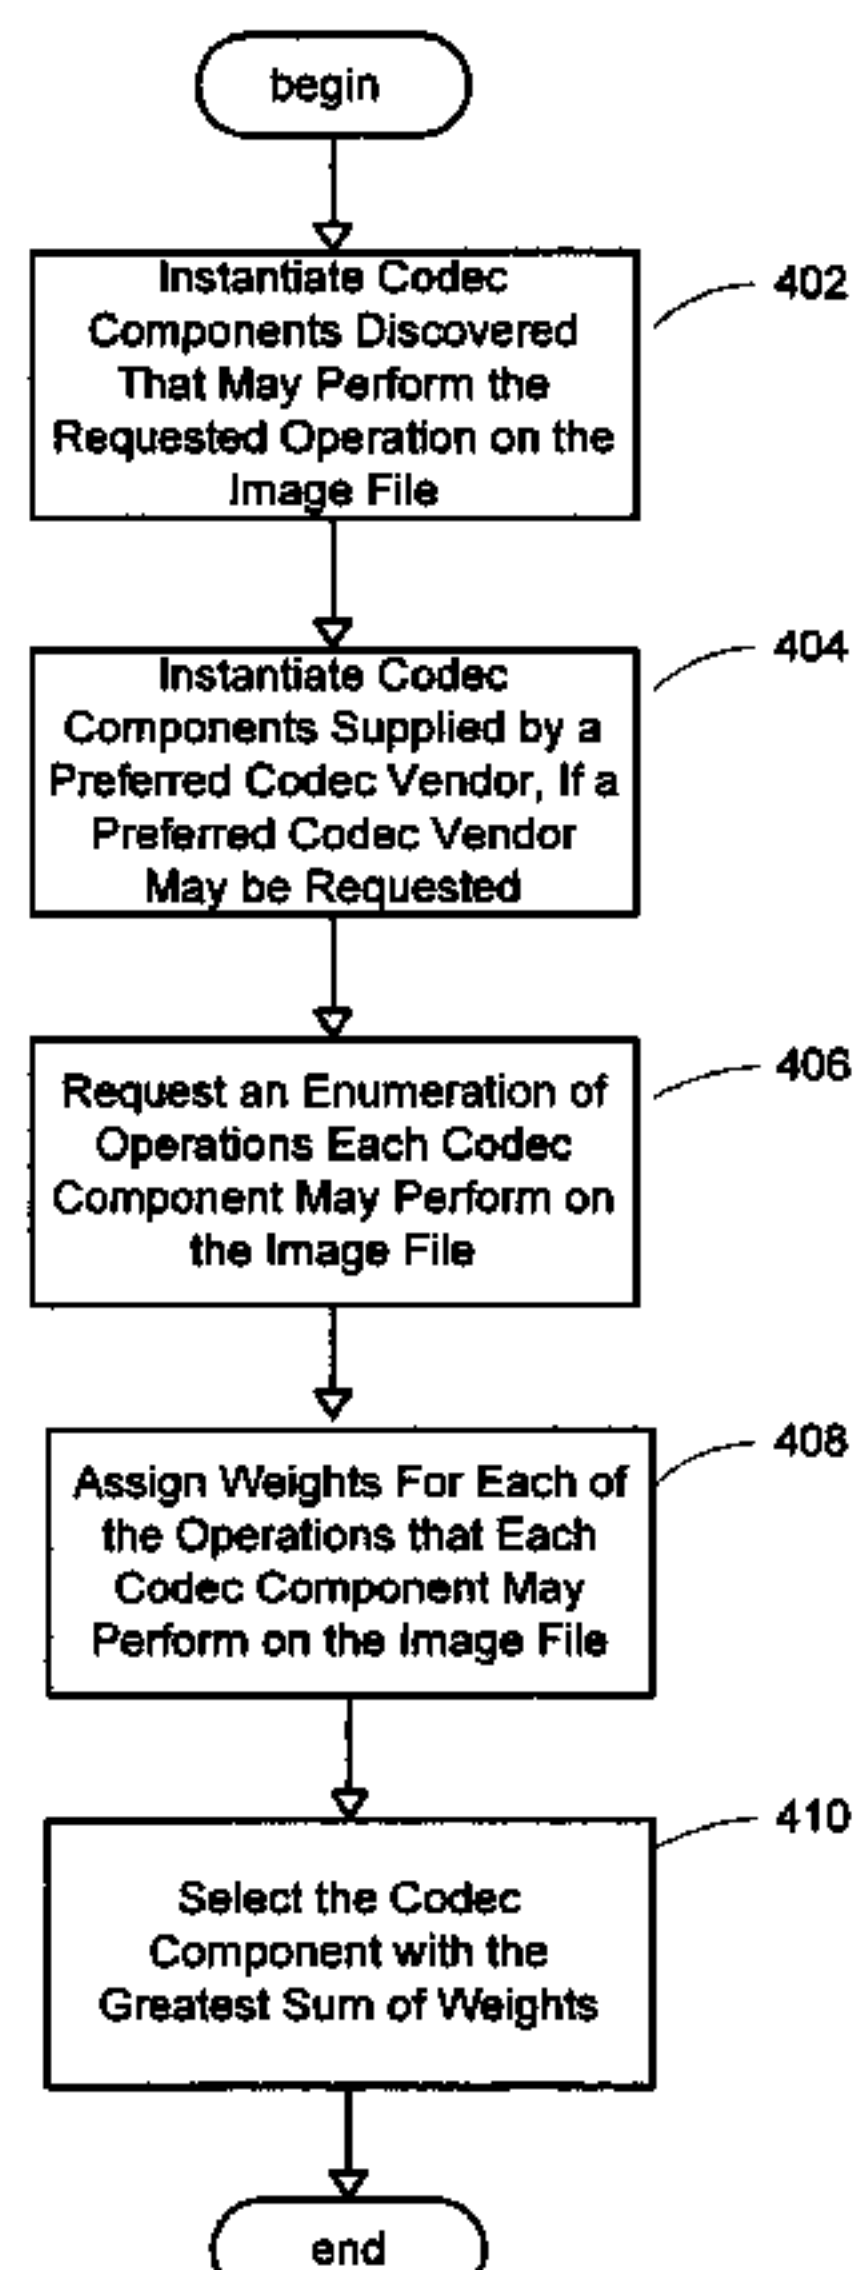 begin
Instantiate Codec
Components Discovered
That May Perform the
Requested Operation on the
Image File
402
Instantiate Codec
Components Supplied by a
Preferred Codec Vendor, If a
Preferred Codec Vendor
May be Requested
404
Request an Enumeration of
Operations Each Codec
Component May Perform on
the Image File
406
Assign Weights For Each of
the Operations that Each
Codec Component May
Perform on the Image File
408
Select the Codec
Component with the
Greatest Sum of Weights
410
end